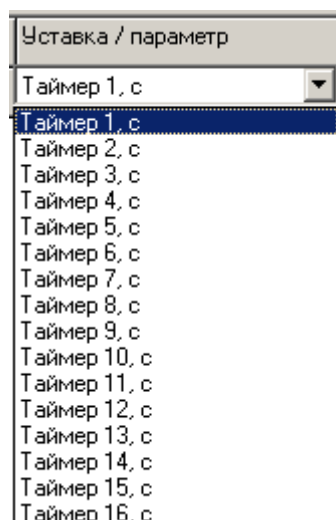 Уставка / параметр
Таймер 1, с
Таймер 1, с
Таймер 2, с
Таймер 3, с
Таймер 4, с
Таймер 5, с
Таймер 6, с
Таймер 7, с
Таймер 8, с
Таймер 9, с
Таймер 10, с
Таймер 11, с
Таймер 12, с
Таймер 13, с
Таймер 14, с
Таймер 15, с
Таймер 16, с